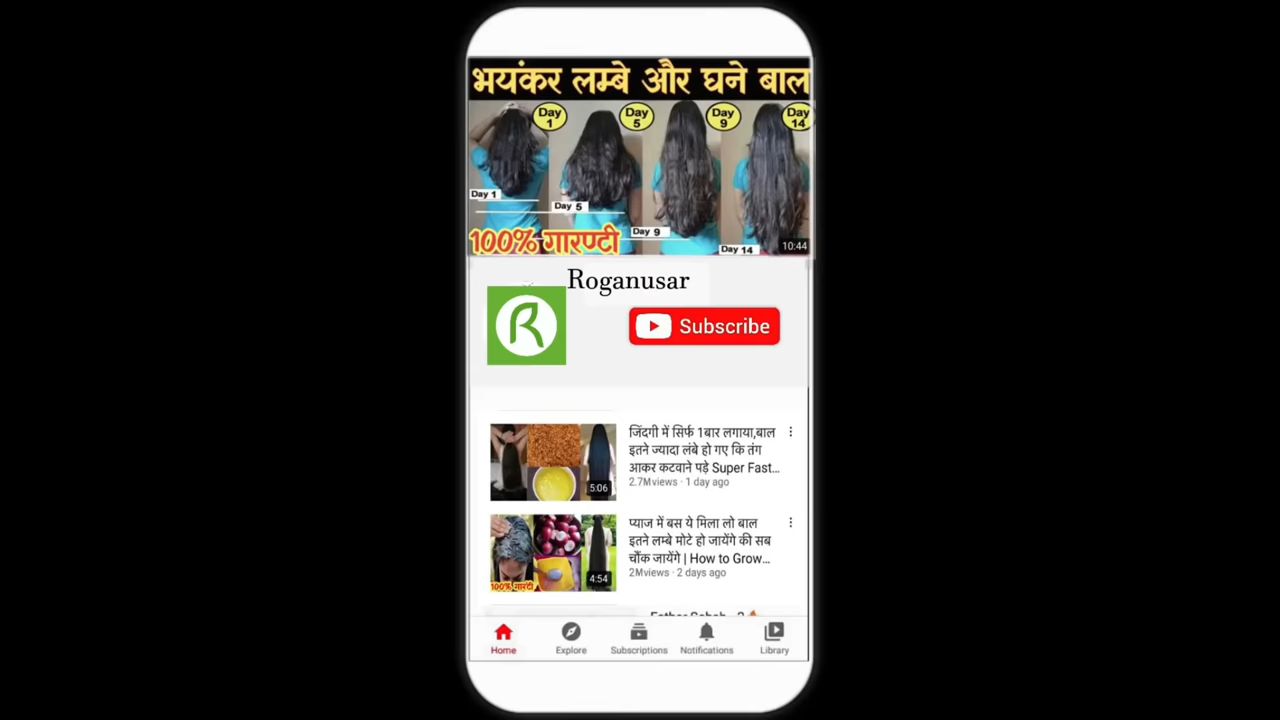 भयंकर लम्बे और घने बाल
Day 1
Day 5
Day 9
Day 14
Day 1
Day 5
Day 9
Day 14
100% गारण्टी
10:44
Roganusar
Subscribe
जिंदगी में सिर्फ 1बार लगाया,बाल
इतने ज्यादा लंबे हो गए कि तंग
आकर कटवाने पड़े Super Fast...
2.7Mviews · 1 day ago
5:06
प्याज में बस ये मिला लो बाल
इतने लम्बे मोटे हो जायेंगे की सब
चौंक जायेंगे | How to Grow...
2Mviews · 2 days ago
100% गारंटी
4:54
Home
Explore
Subscriptions
Notifications
Library